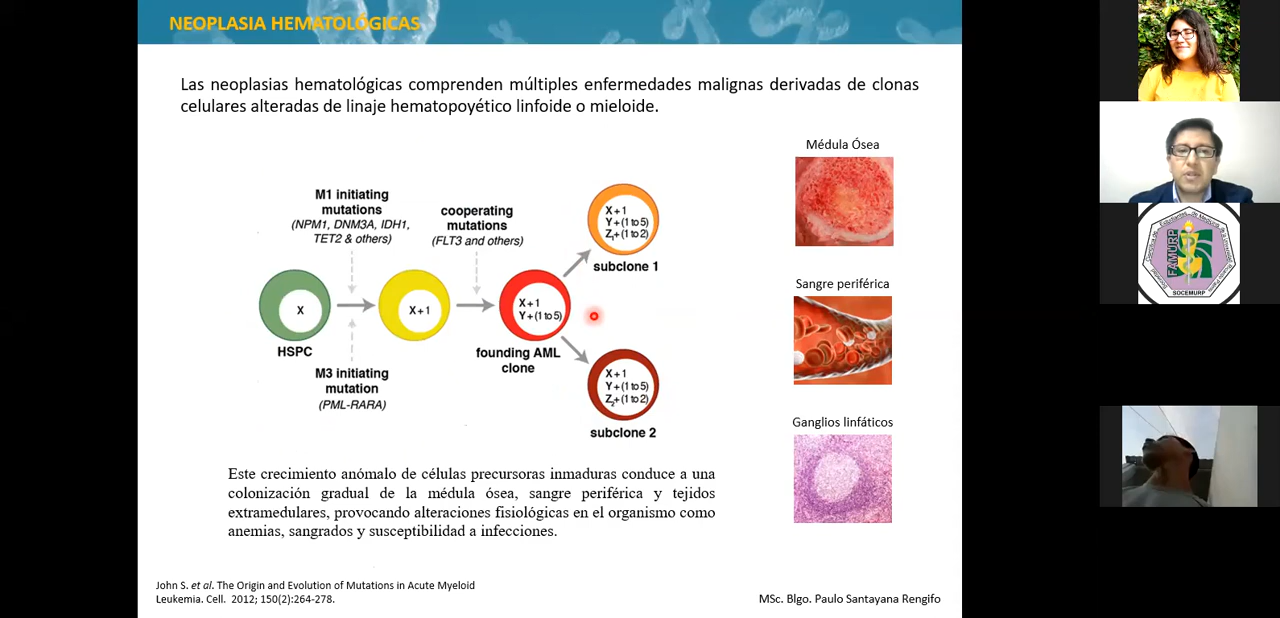 NEOPLASIA HEMATOLÓGICAS
Las neoplasias hematológicas comprenden múltiples enfermedades malignas derivadas de clonas
celulares alteradas de linaje hematopoyético linfoide o mieloide.
M1 initiating
mutations
(NPM1, DNM3A, IDH1,
TET2 & others)
cooperating
mutations
(FLT3 and others)
X
HSPC
X+1
X+1
Y+(1 to 5)
founding AML
clone
M3 initiating
mutation
(PML-RARA)
X+1
Y+(1 to 5)
Z1+(1 to 2)
subclone 1
X+1
Y+(1 to 5)
Z2+(1 to 2)
subclone 2
Médula Ósea
Sangre periférica
Ganglios linfáticos
Este crecimiento anómalo de células precursoras inmaduras conduce a una
colonización gradual de la médula ósea, sangre periférica y tejidos
extramedulares, provocando alteraciones fisiológicas en el organismo como
anemias, sangrados y susceptibilidad a infecciones.
John S. et al. The Origin and Evolution of Mutations in Acute Myeloid
Leukemia. Cell. 2012; 150(2):264-278.
MSc. Blgo. Paulo Santayana Rengifo
FAMURP
SOCEMURP